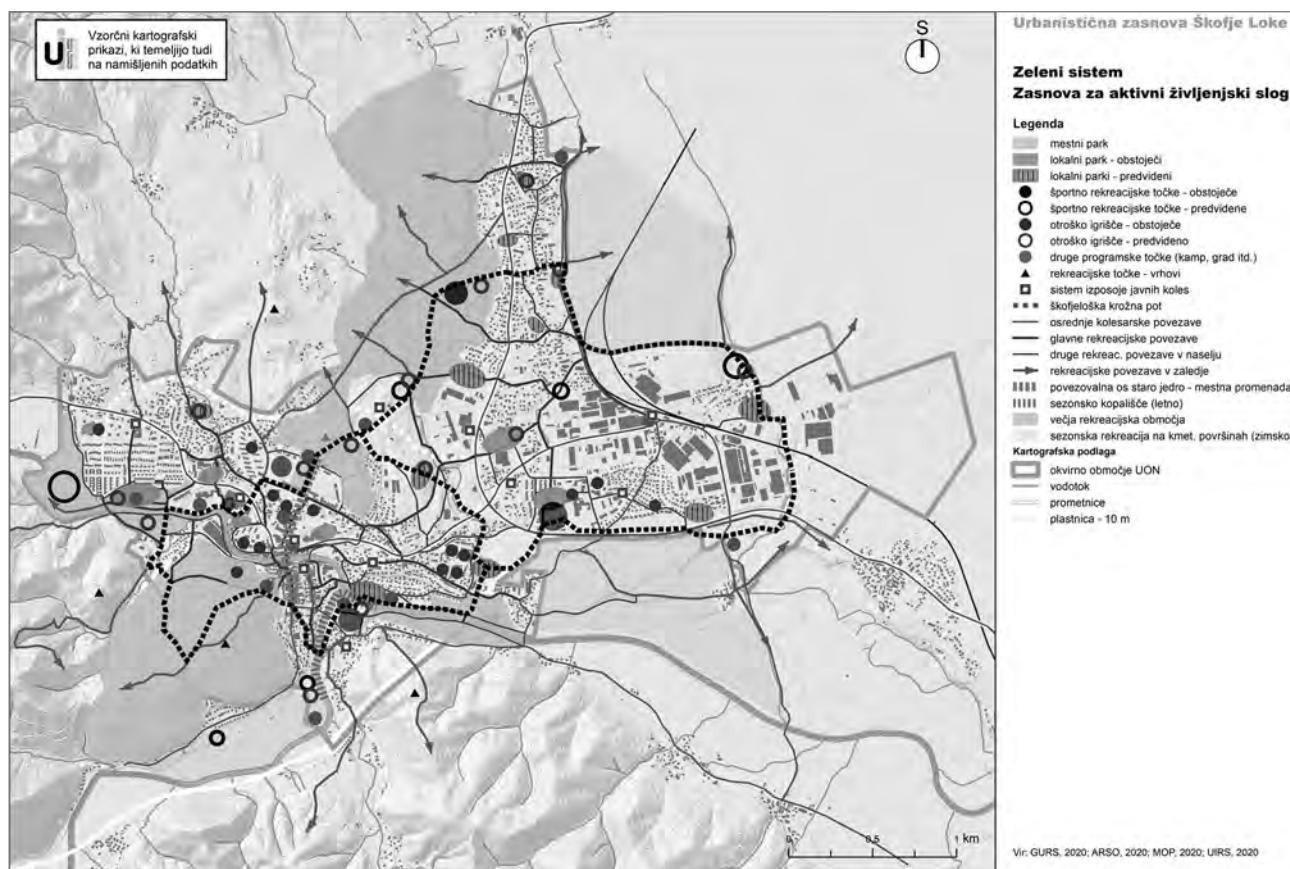 U
Vzorčni kartografski
prikazi, ki temeljijo tudi
na namišljenih podatkih
S
0
0,5
1
km
Urbanistična zasnova Škofje Loke
Zeleni sistem
Zasnova za aktivni življenjski slog
Legenda
mestni park
lokalni park - obstoječi
lokalni parki - predvideni
športno rekreacijske točke - obstoječe
športno rekreacijske točke - predvidene
otroško igrišče - obstoječe
otroško igrišče - predvideno
druge programske točke (kamp, grad itd.)
rekreacijske točke - vrhovi
sistem izposoje javnih koles
škofjeloška krožna pot
osrednje kolesarske povezave
glavne rekreacijske povezave
druge rekreac. povezave v naselju
rekreacijske povezave v zaledje
povezovalna os staro jedro - mestna promenada
sezonsko kopališče (letno)
večja rekreacijska območja
sezonska rekreacija na kmet. površinah (zimsko
Kartografska podlaga
okvirno območje UON
vodotok
prometnice
plastnica - 10 m
Vir: GURS, 2020; ARSO, 2020; MOP, 2020; UIRS, 2020